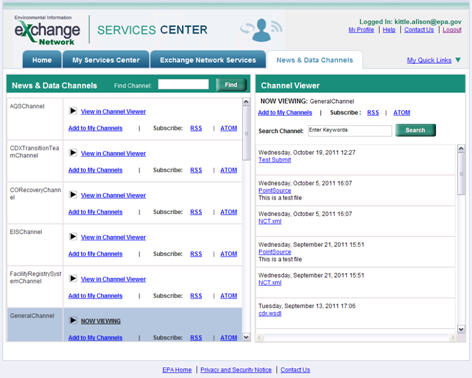 Environmental Information
eXchange
Network
SERVICES CENTER
Logged In: kittle.alison@epa.gov
My Profile | Help | Contact Us | Logout
Home
My Services Center
Exchange Network Services
News & Data Channels
My Quick Links
News & Data Channels
Find Channel:
Find
AQSChannel
View in Channel Viewer
Add to My Channels | Subscribe: RSS | ATOM
CDXTransitionTea
mChannel
View in Channel Viewer
Add to My Channels | Subscribe: RSS | ATOM
CORecoveryChann
el
View in Channel Viewer
Add to My Channels | Subscribe: RSS | ATOM
EISChannel
View in Channel Viewer
Add to My Channels | Subscribe: RSS | ATOM
FacilityRegistrySyst
emChannel
View in Channel Viewer
Add to My Channels | Subscribe: RSS | ATOM
GeneralChannel
NOW VIEWING
Add to My Channels | Subscribe: RSS | ATOM
Channel Viewer
NOW VIEWING: GeneralChannel
Add to My Channels | Subscribe: RSS | ATOM
Search Channel: Enter Keywords
Search
Wednesday, October 19, 2011 12:27
Test Submit
Wednesday, October 5, 2011 16:07
PointSource
This is a test file
Wednesday, October 5, 2011 16:07
NCT.xml
Wednesday, September 21, 2011 15:51
PointSource
This is a test file
Wednesday, September 21, 2011 15:51
NCT.xml
Tuesday, September 13, 2011 17:06
cdx.wsdl
EPA Home | Privacy and Security Notice | Contact Us